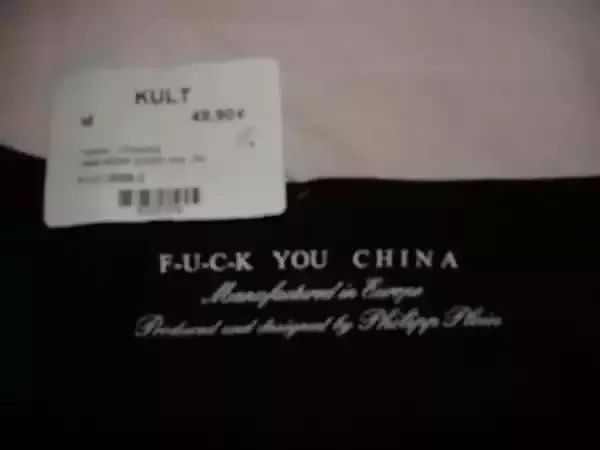 KULT
M 49,90 €
F-U-C-K YOU CHINA
Manufactured in Europe
Produced and designed by Philipp Plein